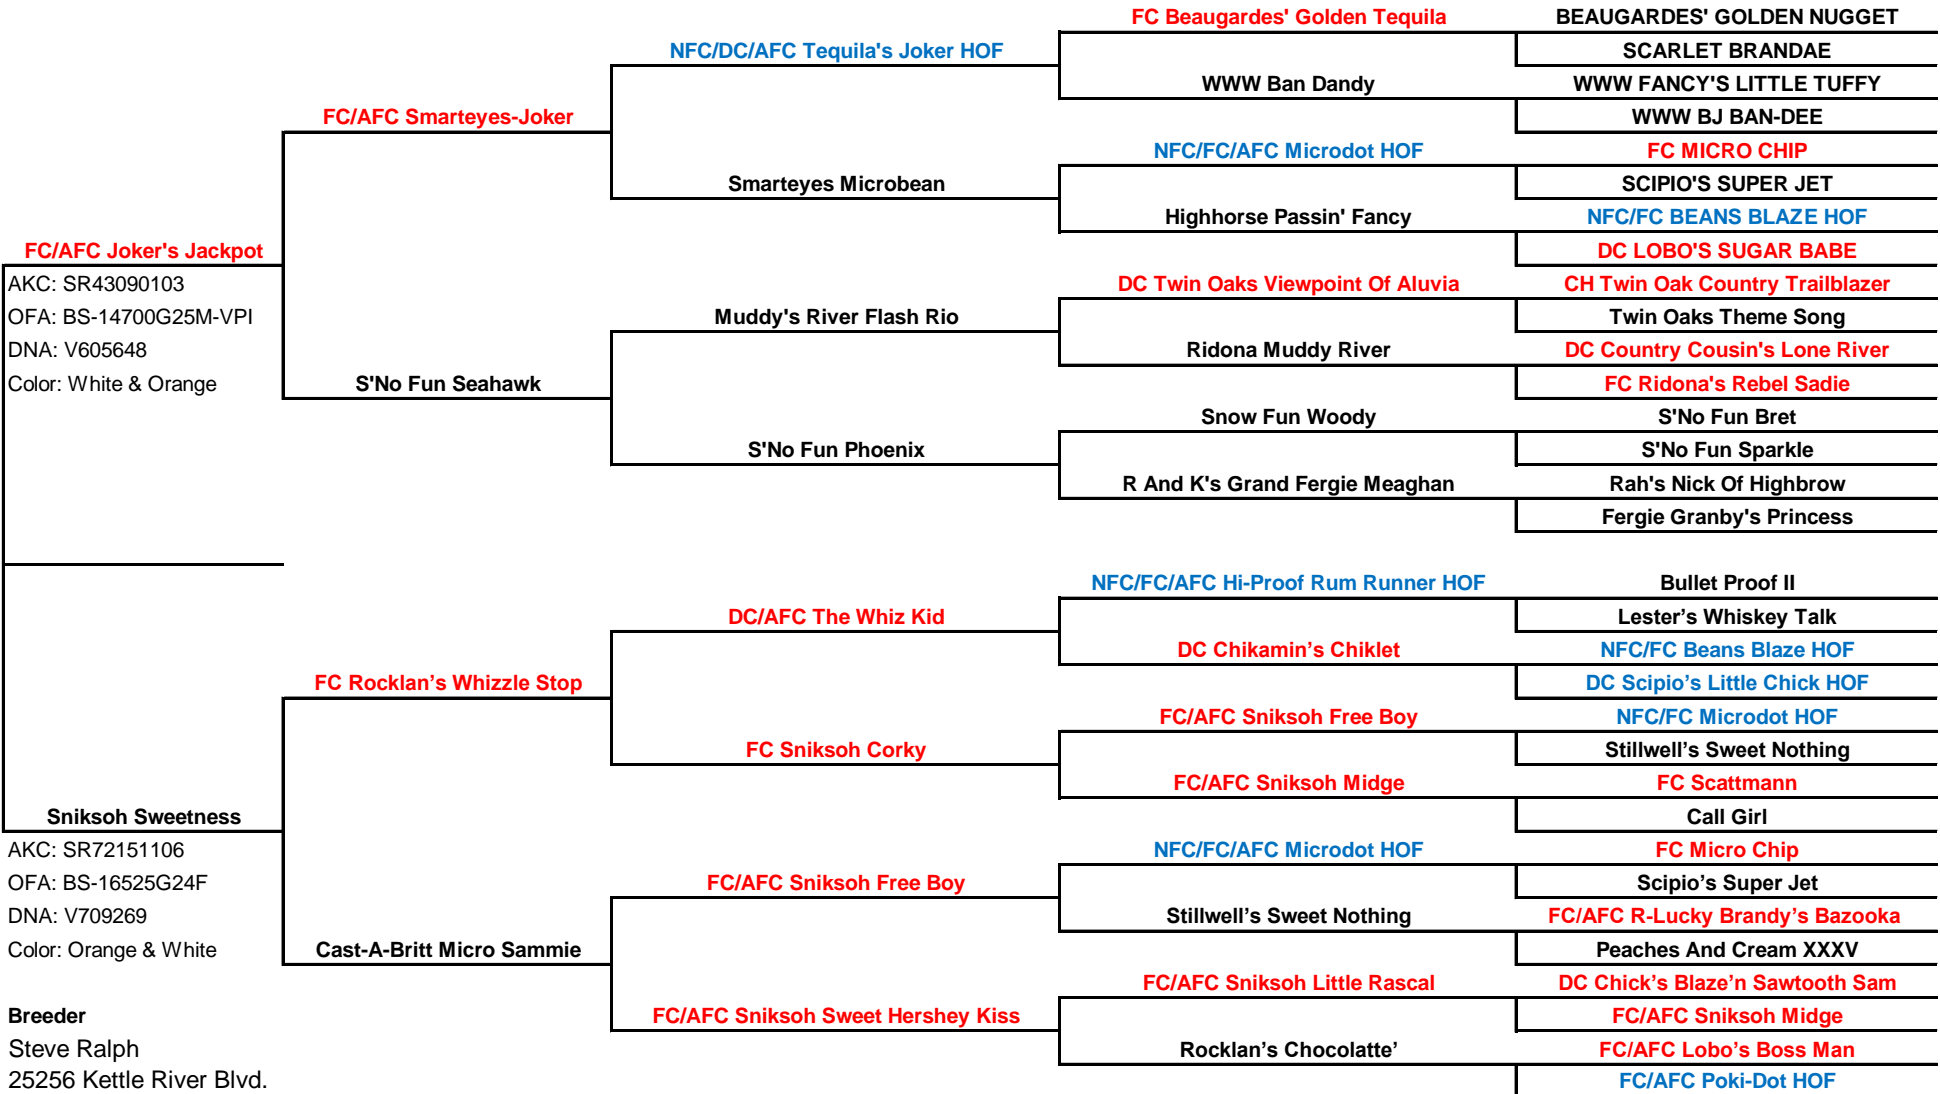 FC Beaugardes' Golden Tequila BEAUGARDES' GOLDEN NUGGET
NFC/DC/AFC Tequila's Joker HOF SCARLET BRANDAE
WWW Ban Dandy WWW FANCY'S LITTLE TUFFY
FC/AFC Smarteyes-Joker WWW BJ BAN-DEE
NFC/FC/AFC Microdot HOF FC MICRO CHIP
Smarteyes Microbean SCIPIO'S SUPER JET
Highhorse Passin' Fancy NFC/FC BEANS BLAZE HOF
FC/AFC Joker's Jackpot DC LOBO'S SUGAR BABE
AKC: SR43090103 DC Twin Oaks Viewpoint Of Aluvia CH Twin Oak Country Trailblazer
OFA: BS-14700G25M-VPI Muddy's River Flash Rio Twin Oaks Theme Song
DNA: V605648 Ridona Muddy River DC Country Cousin's Lone River
Color: White & Orange S'No Fun Seahawk FC Ridona's Rebel Sadie
Snow Fun Woody S'No Fun Bret
S'No Fun Phoenix S'No Fun Sparkle
R And K's Grand Fergie Meaghan Rah's Nick Of Highbrow
Fergie Granby's Princess
NFC/FC/AFC Hi-Proof Rum Runner HOF Bullet Proof II
DC/AFC The Whiz Kid Lester’s Whiskey Talk
DC Chikamin’s Chiklet NFC/FC Beans Blaze HOF
FC Rocklan’s Whizzle Stop DC Scipio’s Little Chick HOF
FC/AFC Sniksoh Free Boy NFC/FC Microdot HOF
FC Sniksoh Corky Stillwell’s Sweet Nothing
FC/AFC Sniksoh Midge FC Scattmann
Sniksoh Sweetness Call Girl
AKC: SR72151106 NFC/FC/AFC Microdot HOF FC Micro Chip
OFA: BS-16525G24F FC/AFC Sniksoh Free Boy Scipio’s Super Jet
DNA: V709269 Stillwell’s Sweet Nothing FC/AFC R-Lucky Brandy’s Bazooka
Color: Orange & White Cast-A-Britt Micro Sammie Peaches And Cream XXXV
FC/AFC Sniksoh Little Rascal DC Chick’s Blaze’n Sawtooth Sam
Breeder FC/AFC Sniksoh Sweet Hershey Kiss FC/AFC Sniksoh Midge
Steve Ralph Rocklan’s Chocolatte’ FC/AFC Lobo’s Boss Man
25256 Kettle River Blvd. FC/AFC Poki-Dot HOF